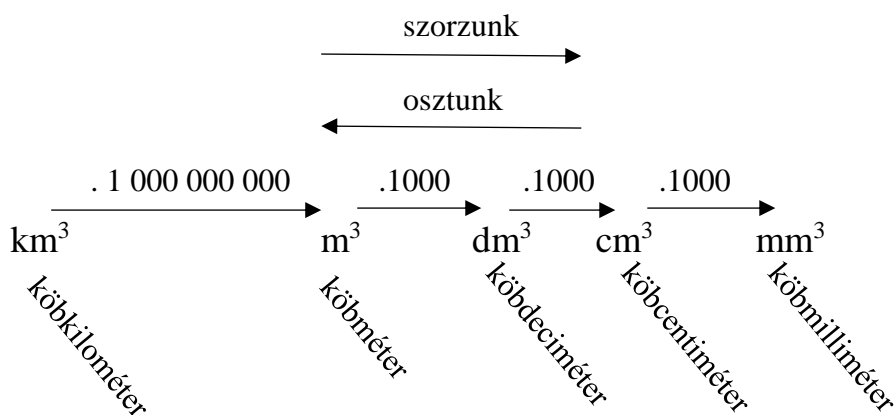 szorzunk
osztunk
. 1 000 000 000 .1000 .1000 .1000
km³ m³ dm³ cm³ mm³
köbkilométer köbméter köbdeciméter köbcentiméter köbmilliméter